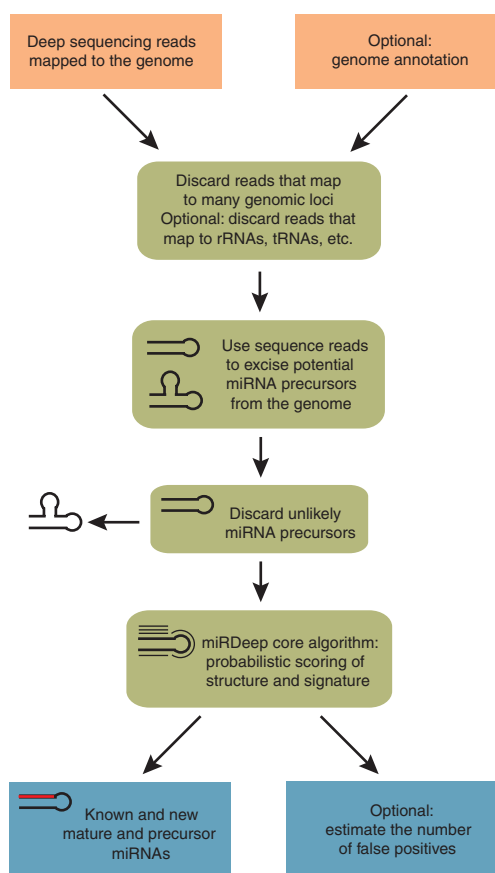 Deep sequencing reads
mapped to the genome
Optional:
genome annotation
Discard reads that map
to many genomic loci
Optional: discard reads that
map to rRNAs, tRNAs, etc.
Use sequence reads
to excise potential
miRNA precursors
from the genome
Discard unlikely
miRNA precursors
miRDeep core algorithm:
probabilistic scoring of
structure and signature
Known and new
mature and precursor
miRNAs
Optional:
estimate the number
of false positives